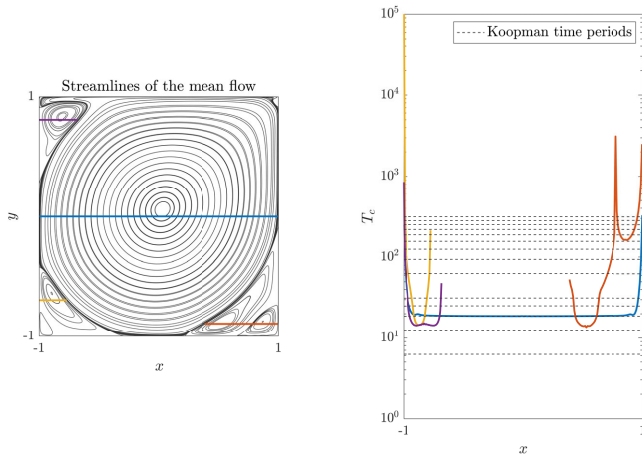 Streamlines of the mean flow
1
y
-1
-1
x
1
Koopman time periods
10^5
10^4
10^3
T_c
10^2
10^1
10^0
-1
x
1